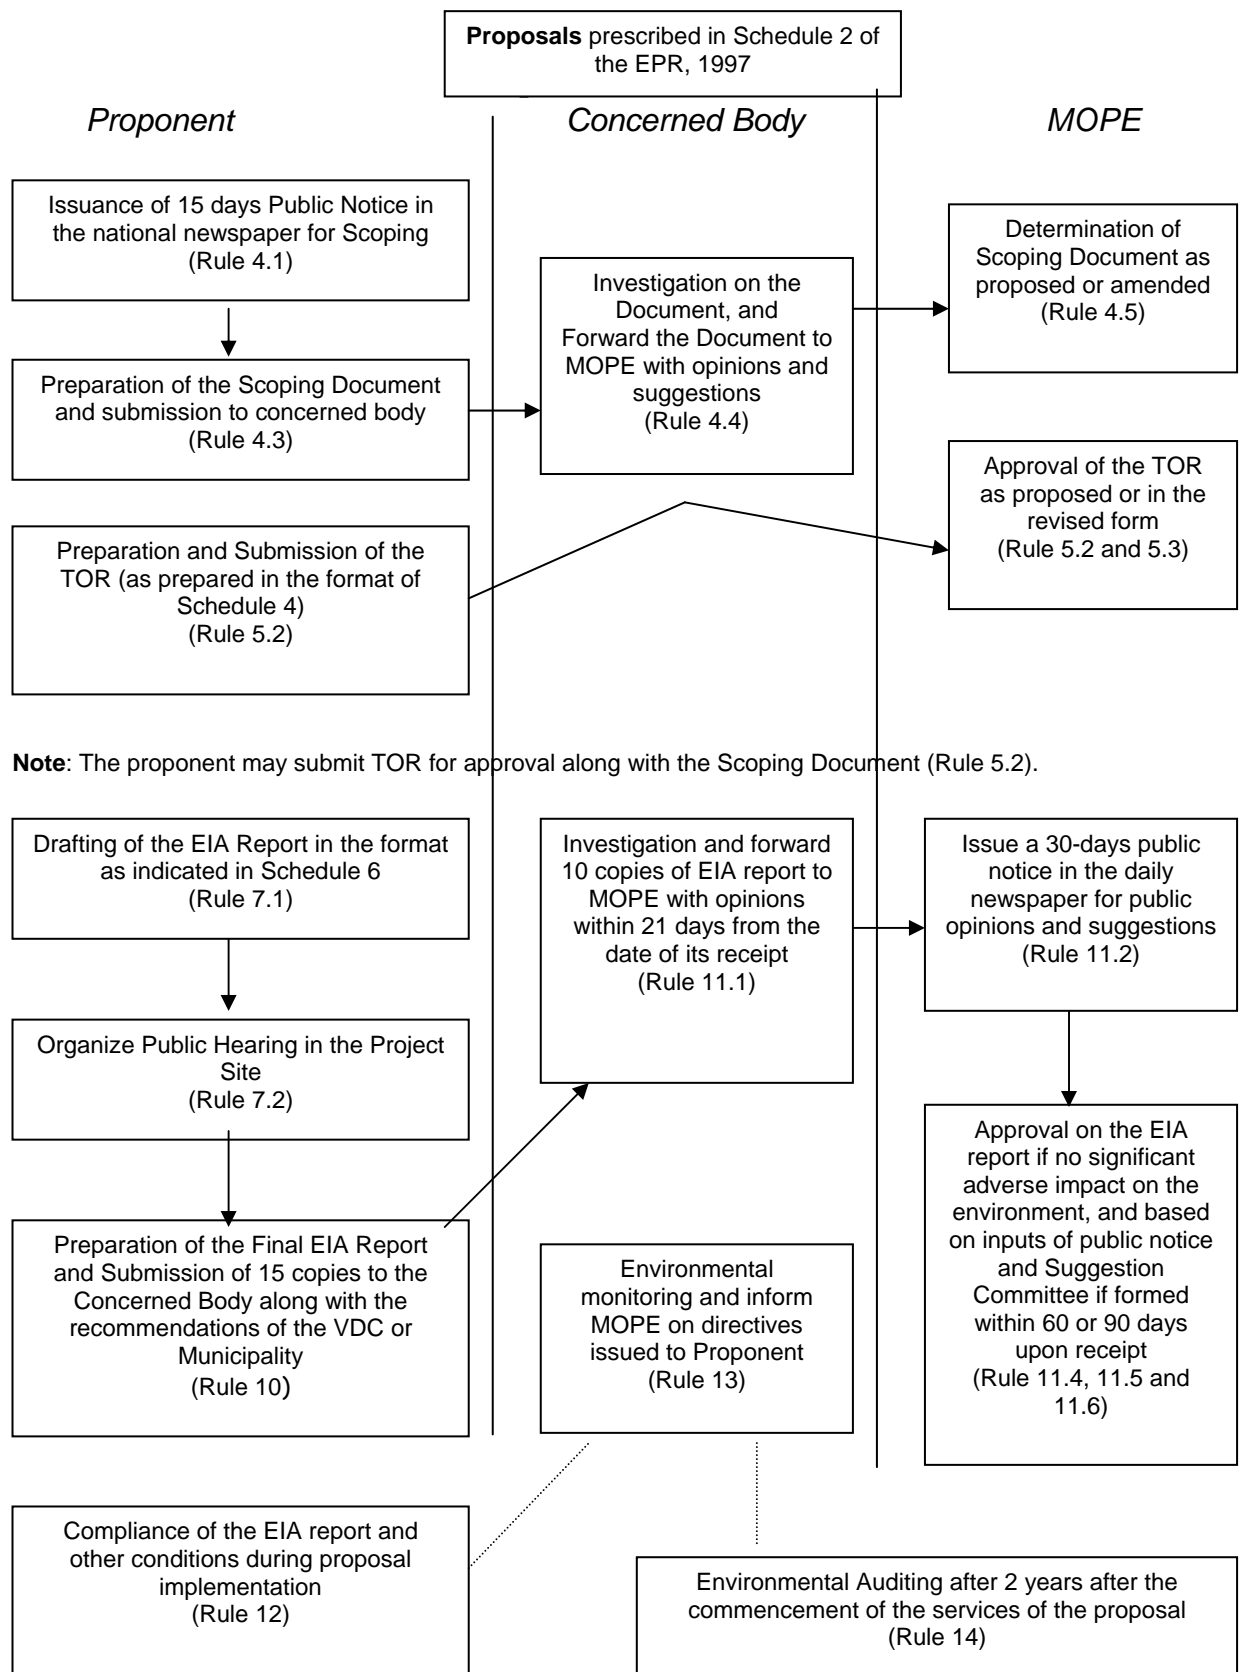 Proposals prescribed in Schedule 2 of
the EPR, 1997
Proponent
Concerned Body
MOPE
Issuance of 15 days Public Notice in
the national newspaper for Scoping
(Rule 4.1)
Preparation of the Scoping Document
and submission to concerned body
(Rule 4.3)
Investigation on the
Document, and
Forward the Document to
MOPE with opinions and
suggestions
(Rule 4.4)
Determination of
Scoping Document as
proposed or amended
(Rule 4.5)
Preparation and Submission of the
TOR (as prepared in the format of
Schedule 4)
(Rule 5.2)
Approval of the TOR
as proposed or in the
revised form
(Rule 5.2 and 5.3)
Note: The proponent may submit TOR for approval along with the Scoping Document (Rule 5.2).
Drafting of the EIA Report in the format
as indicated in Schedule 6
(Rule 7.1)
Organize Public Hearing in the Project
Site
(Rule 7.2)
Preparation of the Final EIA Report
and Submission of 15 copies to the
Concerned Body along with the
recommendations of the VDC or
Municipality
(Rule 10)
Investigation and forward
10 copies of EIA report to
MOPE with opinions
within 21 days from the
date of its receipt
(Rule 11.1)
Issue a 30-days public
notice in the daily
newspaper for public
opinions and suggestions
(Rule 11.2)
Approval on the EIA
report if no significant
adverse impact on the
environment, and based
on inputs of public notice
and Suggestion
Committee if formed
within 60 or 90 days
upon receipt
(Rule 11.4, 11.5 and
11.6)
Environmental
monitoring and inform
MOPE on directives
issued to Proponent
(Rule 13)
Compliance of the EIA report and
other conditions during proposal
implementation
(Rule 12)
Environmental Auditing after 2 years after the
commencement of the services of the proposal
(Rule 14)